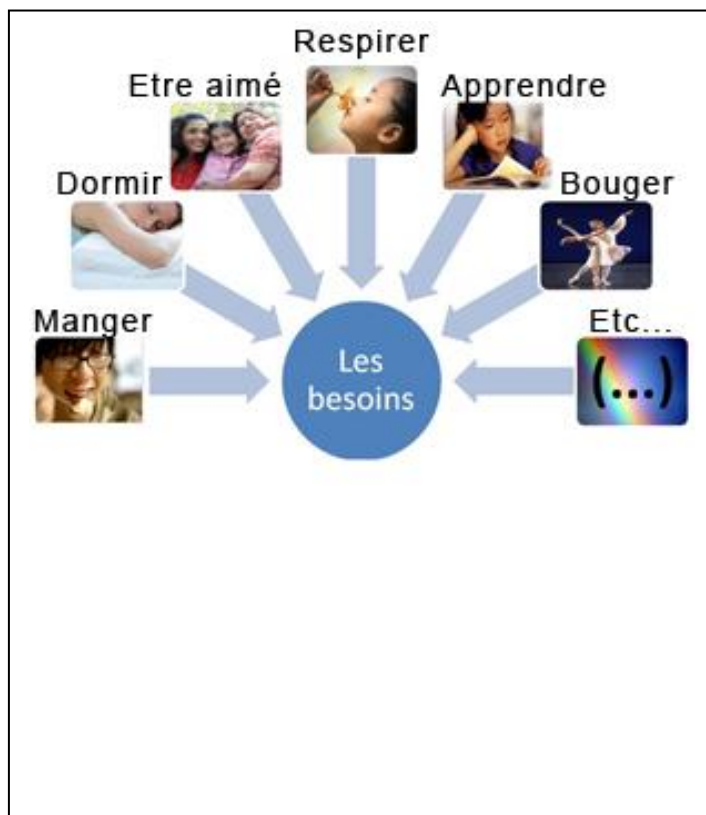 Respirer
Etre aimé
Apprendre
Dormir
Bouger
Manger
Etc...
(...)
Les
besoins